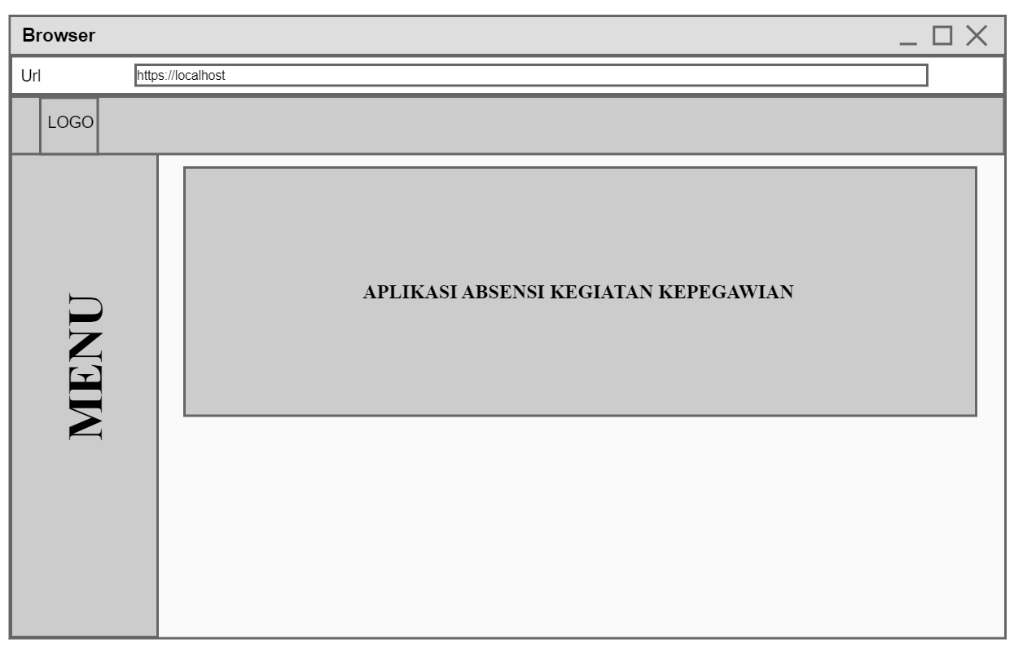 Browser
Url
https://localhost
LOGO
MENU
APLIKASI ABSENSI KEGIATAN KEPEGAWIAN